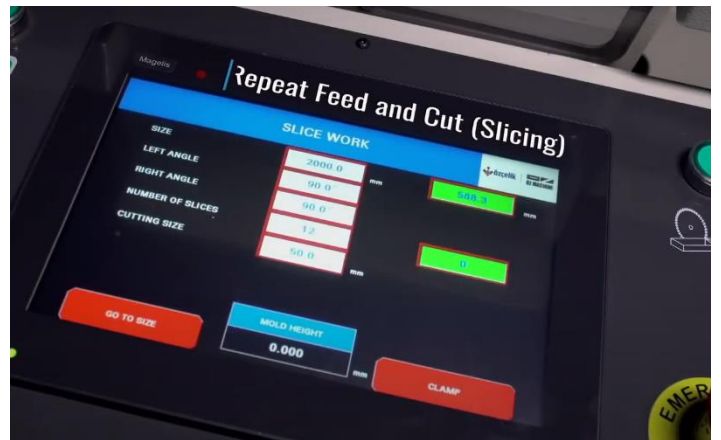 Magelis
Repeat Feed and Cut (Slicing)
SLICE WORK
özçelik
SIZE 2000.0 mm 588.3 mm
LEFT ANGLE 90.0°
RIGHT ANGLE 90.0°
NUMBER OF SLICES 12 0
CUTTING SIZE 50.0 mm
GO TO SIZE
MOLD HEIGHT
0.000 mm
CLAMP
EMER